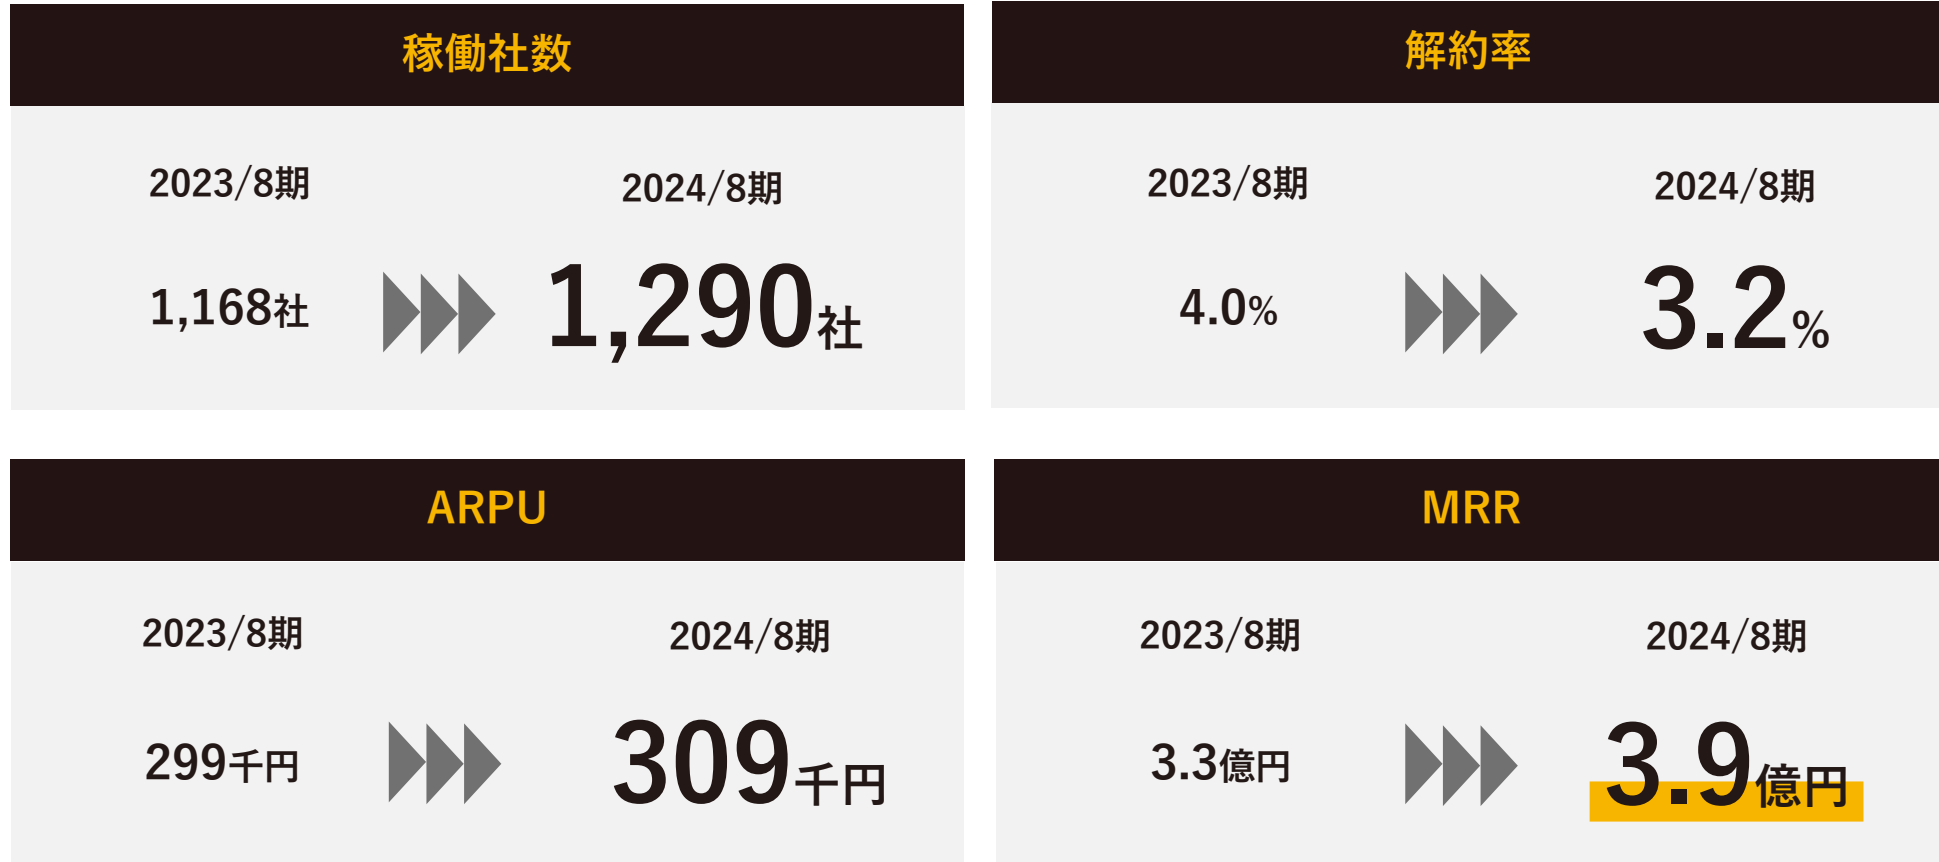 稼働社数
2023/8期
2024/8期
1,168社
1,290社
解約率
2023/8期
2024/8期
4.0%
3.2%
ARPU
2023/8期
2024/8期
299千円
309千円
MRR
2023/8期
2024/8期
3.3億円
3.9億円